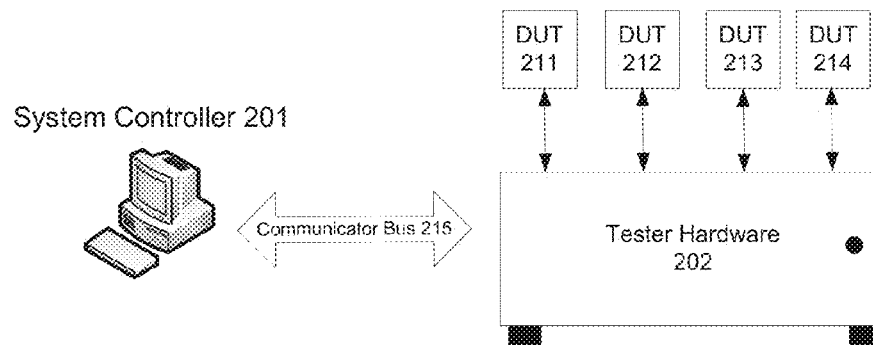 DUT
211
DUT
212
DUT
213
DUT
214
System Controller 201
Communicator Bus 215
Tester Hardware
202